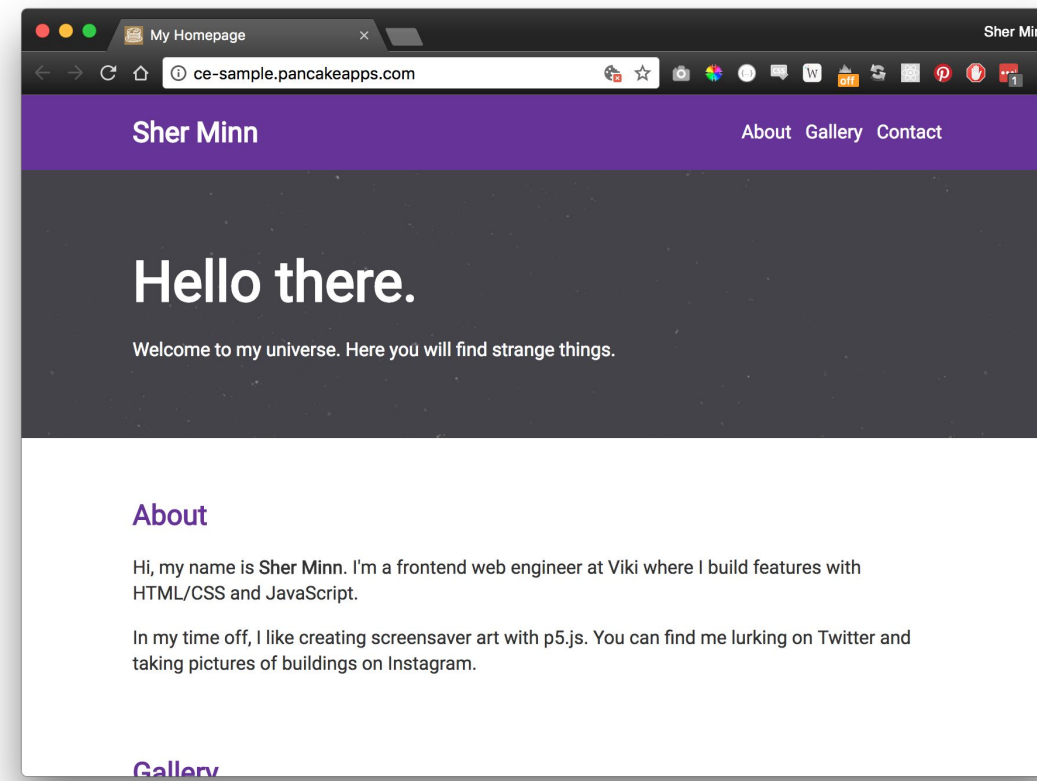 My Homepage
Sher Min
ce-sample.pancakeapps.com
off
1
Sher Minn
About Gallery Contact
Hello there.
Welcome to my universe. Here you will find strange things.
About
Hi, my name is Sher Minn. I'm a frontend web engineer at Viki where I build features with
HTML/CSS and JavaScript.
In my time off, I like creating screensaver art with p5.js. You can find me lurking on Twitter and
taking pictures of buildings on Instagram.
Gallery